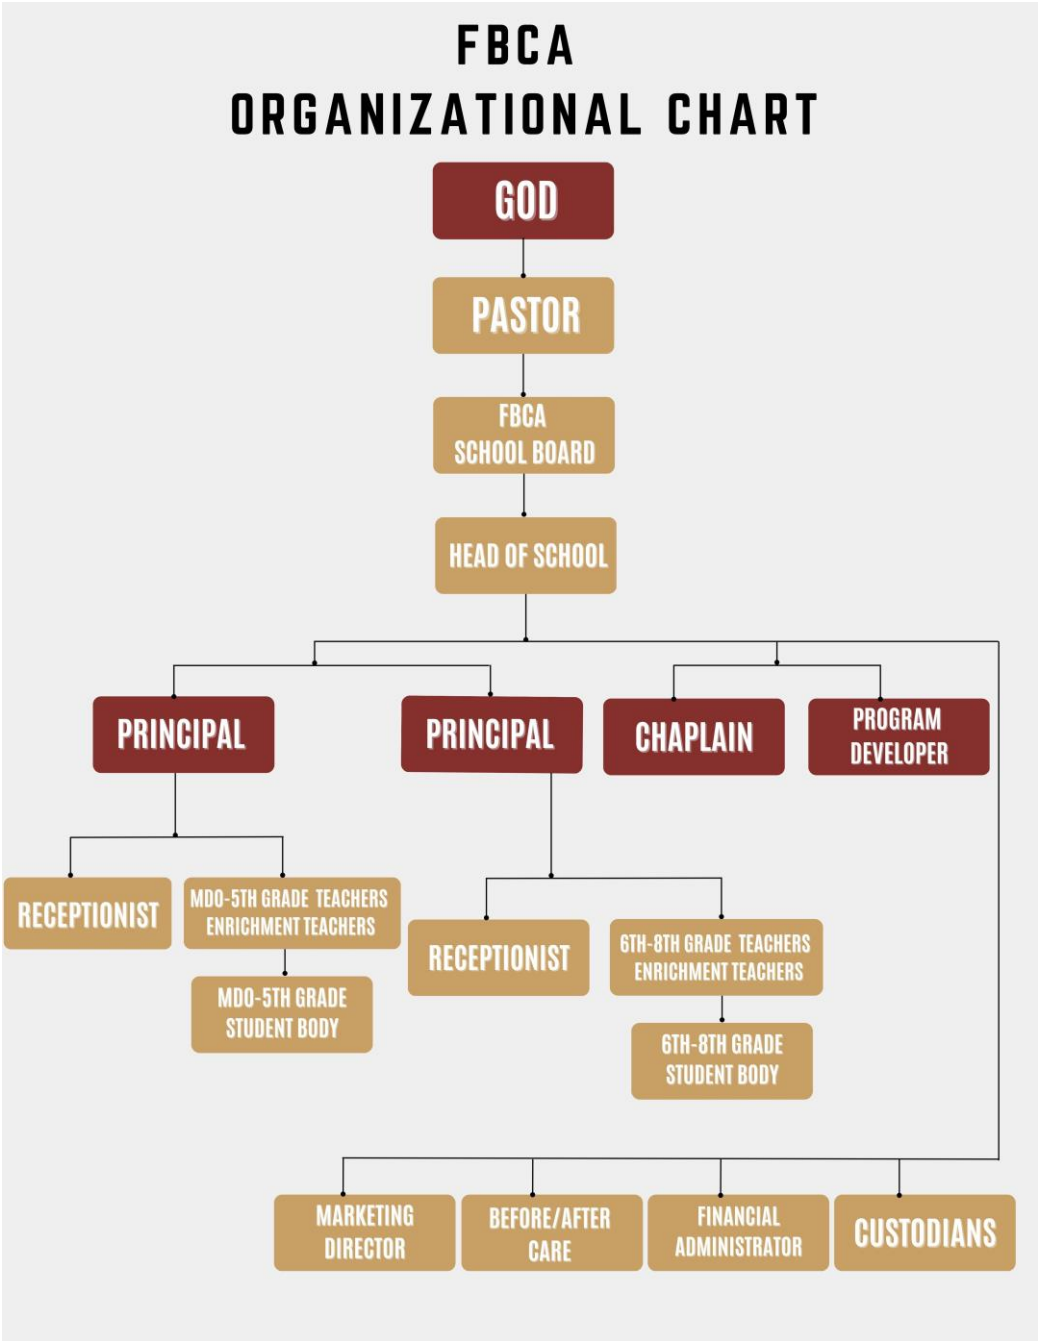 FBCA
ORGANIZATIONAL CHART
GOD
PASTOR
FBCA
SCHOOL BOARD
HEAD OF SCHOOL
PRINCIPAL
PRINCIPAL
CHAPLAIN
PROGRAM
DEVELOPER
RECEPTIONIST
MDO-5TH GRADE TEACHERS
ENRICHMENT TEACHERS
MDO-5TH GRADE
STUDENT BODY
RECEPTIONIST
6TH-8TH GRADE TEACHERS
ENRICHMENT TEACHERS
6TH-8TH GRADE
STUDENT BODY
MARKETING
DIRECTOR
BEFORE/AFTER
CARE
FINANCIAL
ADMINISTRATOR
CUSTODIANS